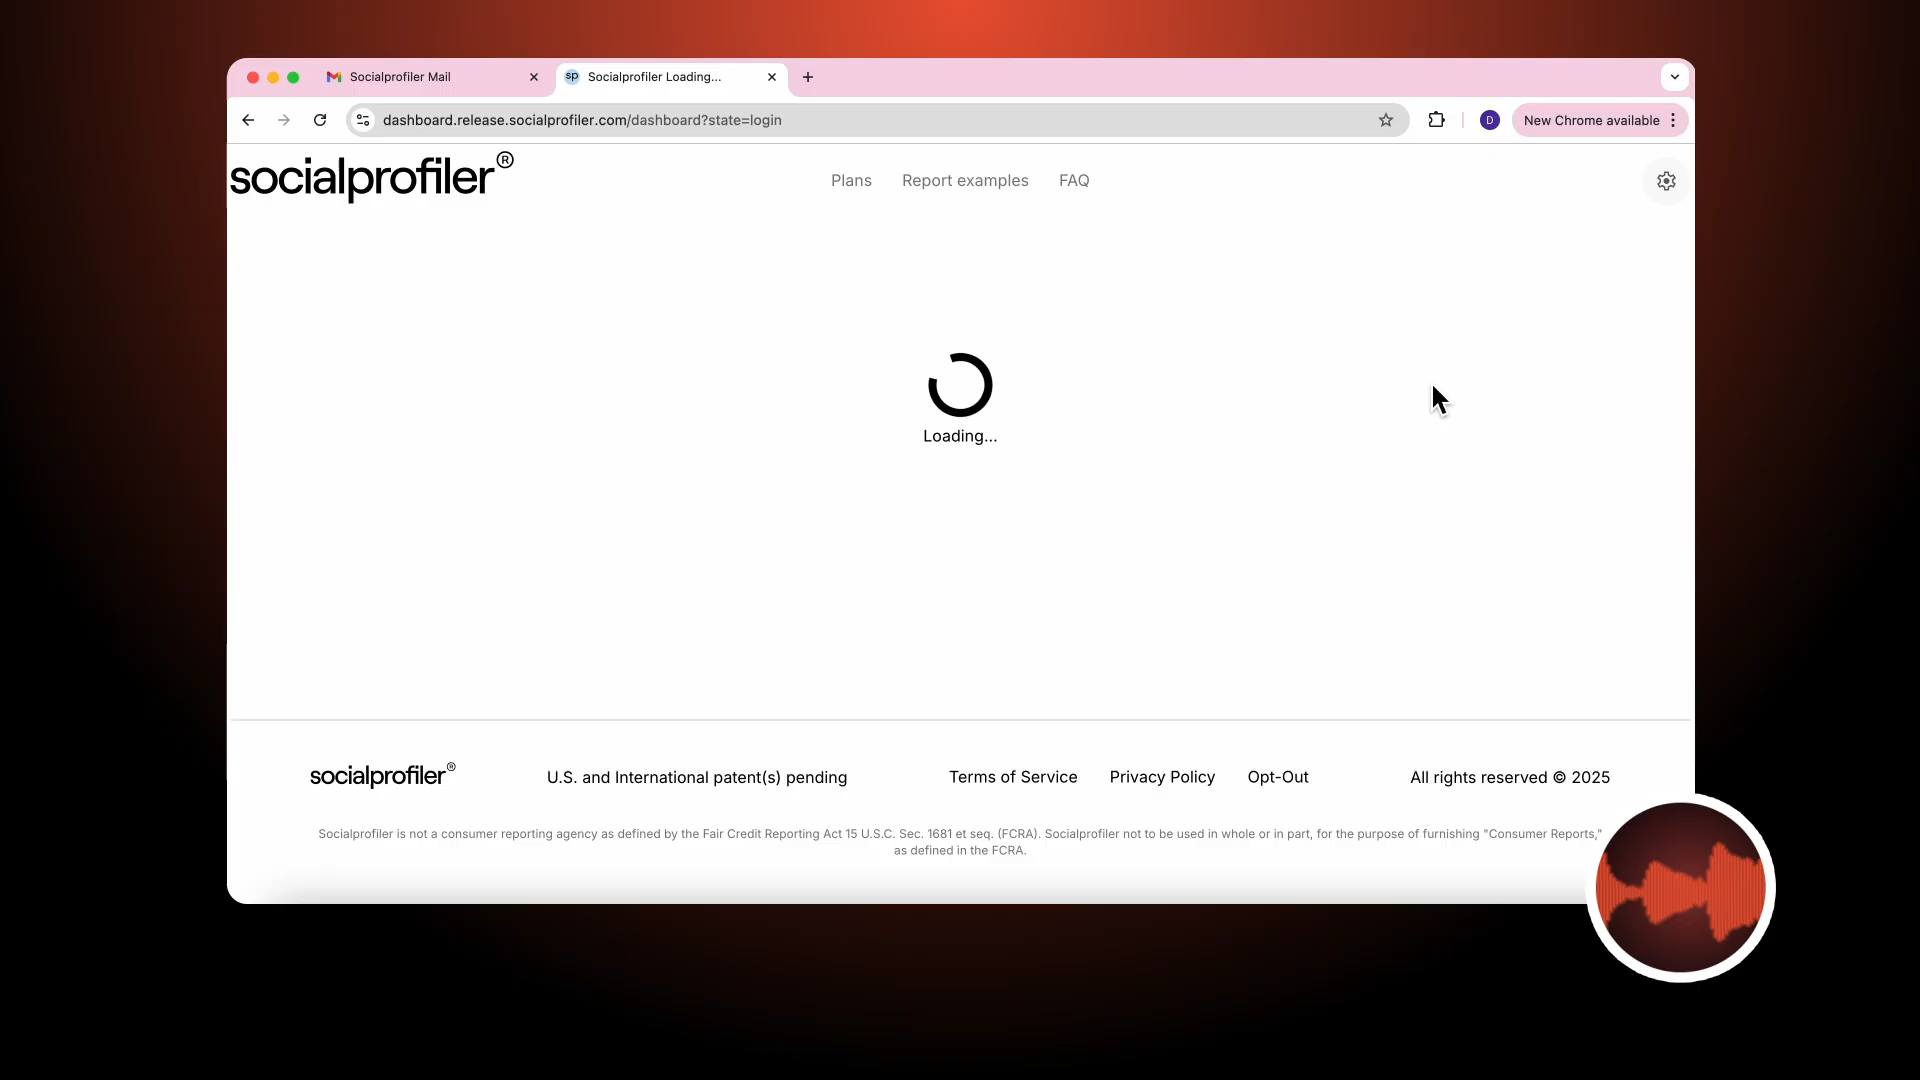 Socialprofiler Mail
sp Socialprofiler Loading...
dashboard.release.socialprofiler.com/dashboard?state=login
D
New Chrome available
socialprofiler®
Plans Report examples FAQ
Loading...
socialprofiler® U.S. and International patent(s) pending Terms of Service Privacy Policy Opt-Out All rights reserved © 2025
Socialprofiler is not a consumer reporting agency as defined by the Fair Credit Reporting Act 15 U.S.C. Sec. 1681 et seq. (FCRA). Socialprofiler not to be used in whole or in part, for the purpose of furnishing "Consumer Reports,"
as defined in the FCRA.